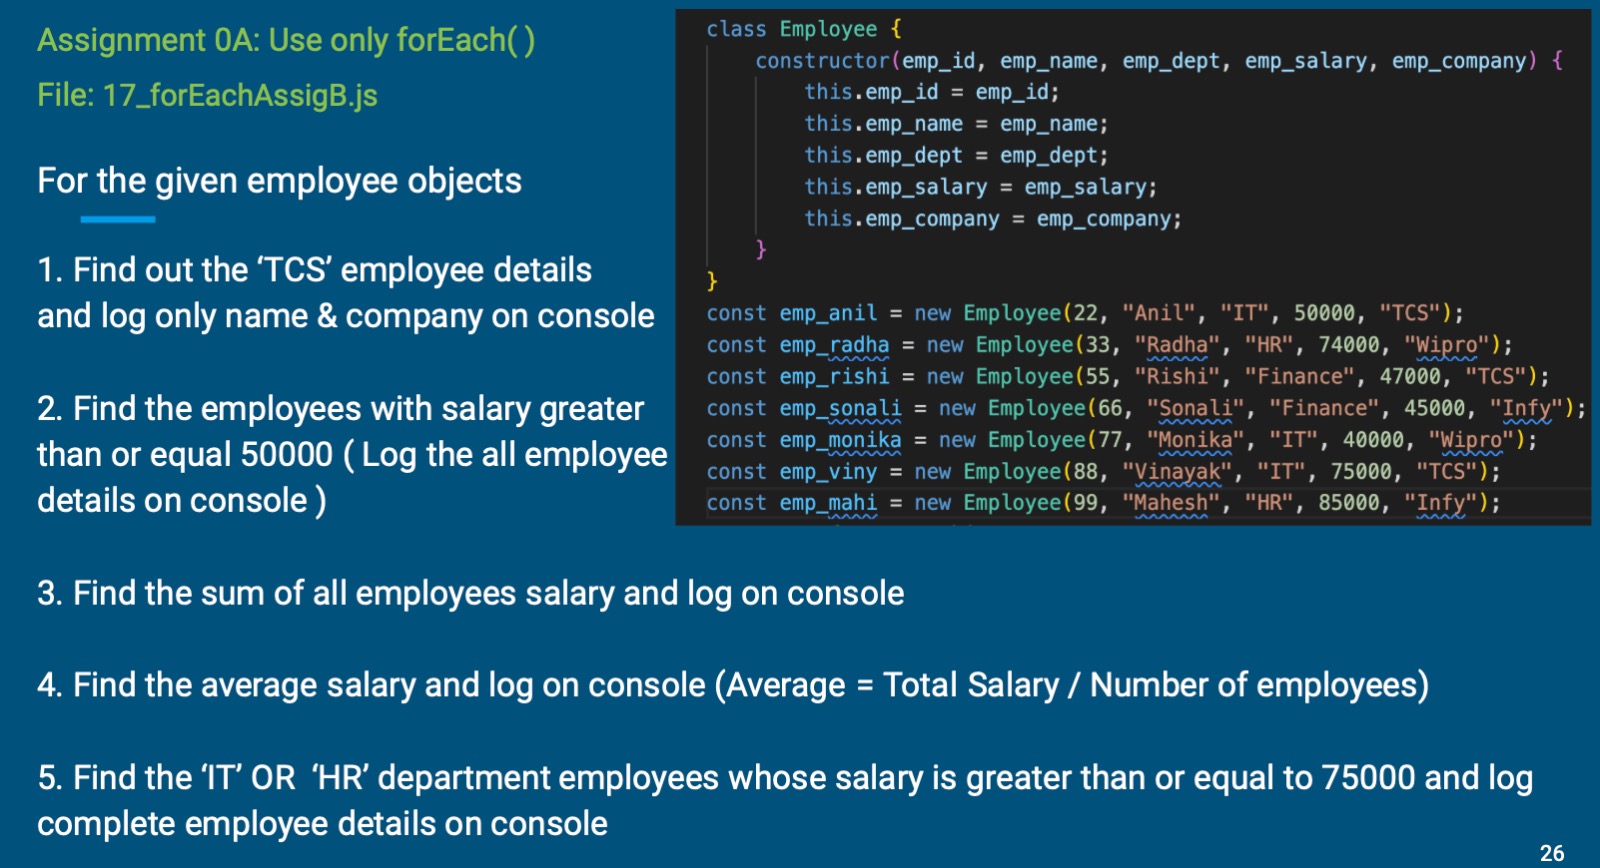 Assignment 0A: Use only forEach( )
File: 17_forEachAssigB.js
For the given employee objects
1. Find out the ‘TCS’ employee details
and log only name & company on console
2. Find the employees with salary greater
than or equal 50000 ( Log the all employee
details on console )
3. Find the sum of all employees salary and log on console
4. Find the average salary and log on console (Average = Total Salary / Number of employees)
5. Find the ‘IT’ OR ‘HR’ department employees whose salary is greater than or equal to 75000 and log
complete employee details on console
class Employee {
constructor(emp_id, emp_name, emp_dept, emp_salary, emp_company) {
this.emp_id = emp_id;
this.emp_name = emp_name;
this.emp_dept = emp_dept;
this.emp_salary = emp_salary;
this.emp_company = emp_company;
}
}
const emp_anil = new Employee(22, "Anil", "IT", 50000, "TCS");
const emp_radha = new Employee(33, "Radha", "HR", 74000, "Wipro");
const emp_rishi = new Employee(55, "Rishi", "Finance", 47000, "TCS");
const emp_sonali = new Employee(66, "Sonali", "Finance", 45000, "Infy");
const emp_monika = new Employee(77, "Monika", "IT", 40000, "Wipro");
const emp_viny = new Employee(88, "Vinayak", "IT", 75000, "TCS");
const emp_mahi = new Employee(99, "Mahesh", "HR", 85000, "Infy");
26